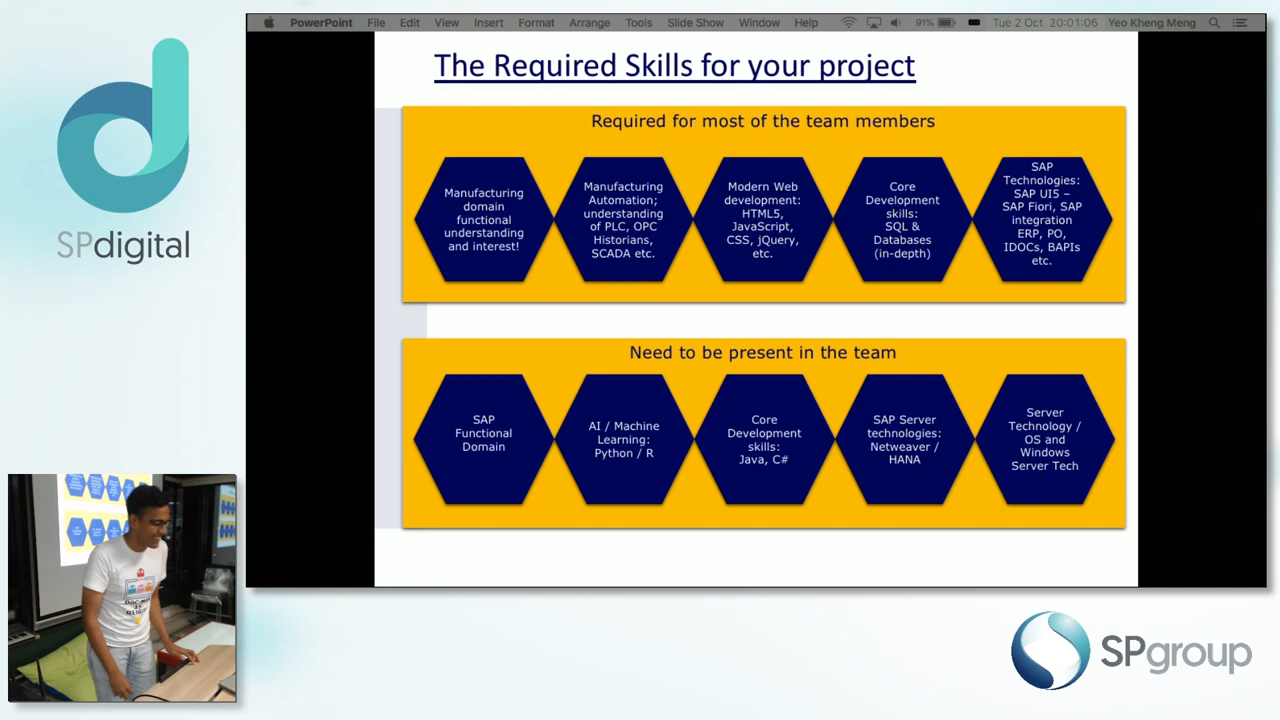 PowerPoint File Edit View Insert Format Arrange Tools Slide Show Window Help 91% Tue 2 Oct 20:01:06 Yeo Kheng Meng
The Required Skills for your project
Required for most of the team members
Manufacturing
domain
functional
understanding
and interest!
Manufacturing
Automation;
understanding
of PLC, OPC
Historians,
SCADA etc.
Modern Web
development:
HTML5,
JavaScript,
CSS, jQuery,
etc.
Core
Development
skills:
SQL &
Databases
(in-depth)
SAP
Technologies:
SAP UI5 –
SAP Fiori, SAP
integration
ERP, PO,
IDOCs, BAPIs
etc.
Need to be present in the team
SAP
Functional
Domain
AI / Machine
Learning:
Python / R
Core
Development
skills:
Java, C#
SAP Server
technologies:
Netweaver /
HANA
Server
Technology /
OS and
Windows
Server Tech
SPdigital
SPgroup